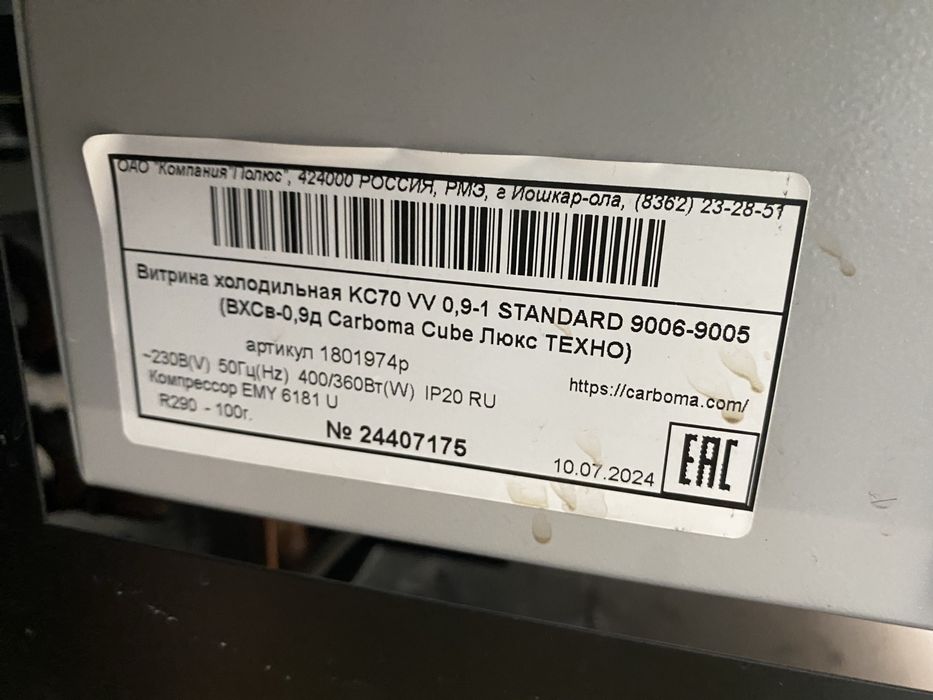 ОАО "Компания"Полюс", 424000 РОССИЯ, РМЭ, г Йошкар-ола, (8362) 23-28-51
Витрина холодильная KC70 VV 0,9-1 STANDARD 9006-9005
(ВХСв-0,9д Carboma Cube Люкс ТЕХНО)
артикул 1801974р
~230В(V) 50Гц(Hz) 400/360Вт(W) IP20 RU
https://carboma.com/
Компрессор EMY 6181 U
R290 - 100г.
№ 24407175
10.07.2024
EAC